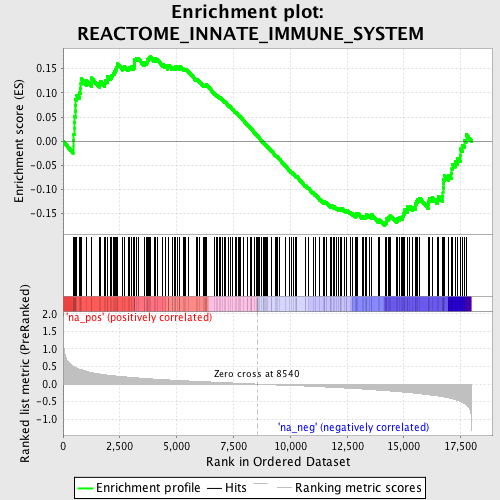 Enrichment plot:
REACTOME_INNATE_IMMUNE_SYSTEM
Enrichment score (ES)
0.15
0.10
0.05
0.00
-0.05
-0.10
-0.15
'na_pos' (positively correlated)
Ranked list metric (PreRanked)
2.0
1.5
1.0
0.5
0.0
-0.5
-1.0
Zero cross at 8540
'na_neg' (negatively correlated)
0
2,500
5,000
7,500
10,000
12,500
15,000
17,500
Rank in Ordered Dataset
Enrichment profile
Hits
Ranking metric scores